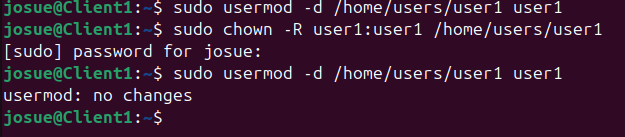 josue@Client1:~$ sudo usermod -d /home/users/user1 user1
josue@Client1:~$ sudo chown -R user1:user1 /home/users/user1
[sudo] password for josue:
josue@Client1:~$ sudo usermod -d /home/users/user1 user1
usermod: no changes
josue@Client1:~$